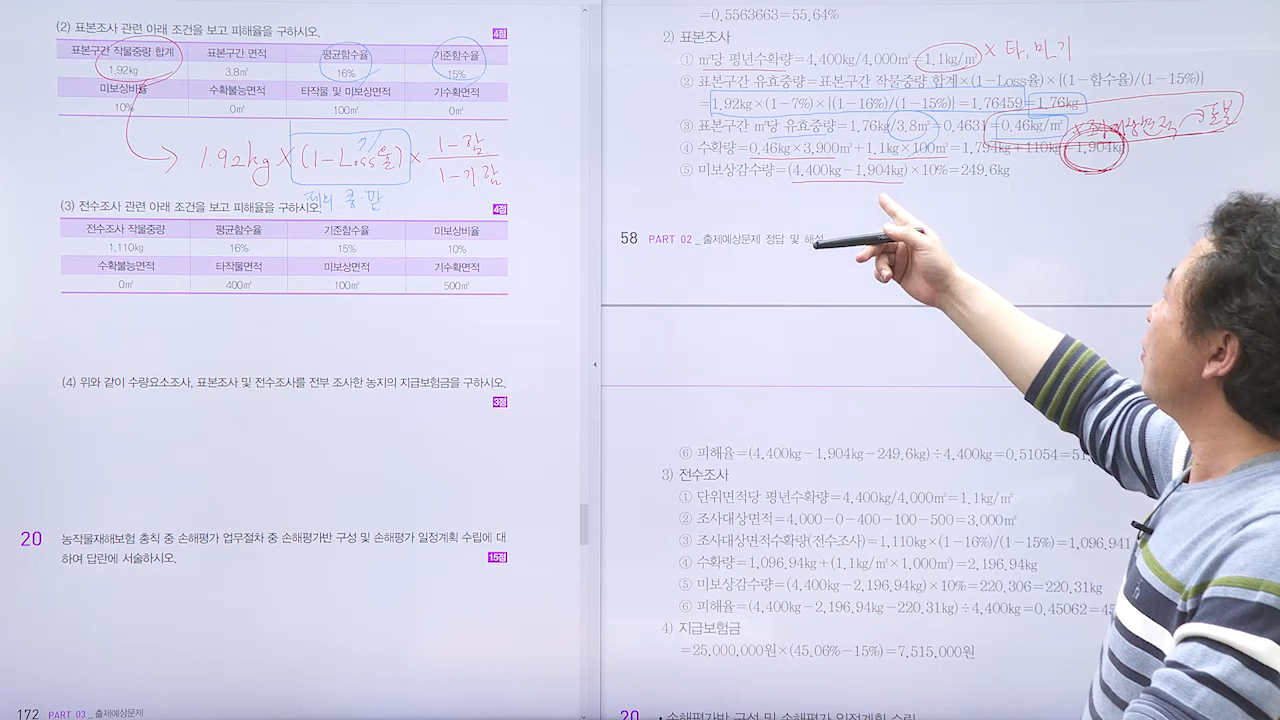 (2) 표본조사 관련 아래 조건을 보고 피해율을 구하시오.
4점
표본구간 작물중량 합계 표본구간 면적 평균함수율 기준함수율
1.92kg 3.8㎡ 16% 15%
미보상비율 수확불능면적 타작물 및 미보상면적 기수확면적
10% 0㎡ 100㎡ 0㎡
1.92kg × (1-Loss율) × 1-함 / 1-기함
(3) 전수조사 관련 아래 조건을 보고 피해율을 구하시오.
4점
전수조사 작물중량 평균함수율 기준함수율 미보상비율
1,110kg 16% 15% 10%
수확불능면적 타작물면적 미보상면적 기수확면적
0㎡ 400㎡ 100㎡ 500㎡
(4) 위와 같이 수량요소조사, 표본조사 및 전수조사를 전부 조사한 농지의 지급보험금을 구하시오.
3점
20 농작물재해보험 총칙 중 손해평가 업무절차 중 손해평가반 구성 및 손해평가 일정계획 수립에 대
하여 답란에 서술하시오.
15점
172 PART 03_출제예상문제
=0.5563663=55.64%
2) 표본조사
① ㎡당 평년수확량=4,400kg/4,000㎡=1.1kg/㎡ × 타, 민기
② 표본구간 유효중량=표본구간 작물중량 합계×(1-Loss율)×{(1-함수율)/(1-15%)}
=1.92kg×(1-7%)×{(1-16%)/(1-15%)}=1.76459=1.76kg
③ 표본구간 ㎡당 유효중량=1.76kg/3.8㎡=0.4631=0.46kg/㎡
④ 수확량=0.46kg×3,900㎡+1.1kg×100㎡=1,794kg+110kg=1,904kg
⑤ 미보상감수량=(4,400kg-1,904kg)×10%=249.6kg
58 PART 02_출제예상문제 정답 및 해설
⑥ 피해율=(4,400kg-1,904kg-249.6kg)÷4,400kg=0.51054=51.
3) 전수조사
① 단위면적당 평년수확량=4,400kg/4,000㎡=1.1kg/㎡
② 조사대상면적=4,000-0-400-100-500=3,000㎡
③ 조사대상면적수확량(전수조사)=1,110kg×(1-16%)/(1-15%)=1,096.941
④ 수확량=1,096.94kg+(1.1kg/㎡×1,000㎡)=2,196.94kg
⑤ 미보상감수량=(4,400kg-2,196.94kg)×10%=220.306=220.31kg
⑥ 피해율=(4,400kg-2,196.94kg-220.31kg)÷4,400kg=0.45062=45
4) 지급보험금
=25,000,000원×(45.06%-15%)=7,515,000원
20 • 손해평가반 구성 및 손해평가 일정계획 수립